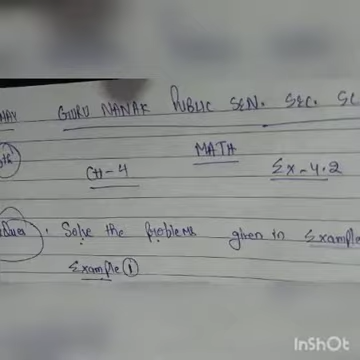 GURU NANAK PUBLIC SEN. SEC.
MATH
CH-4 Ex-4.2
Solve the Problems given in Example
Example ①
InShOt